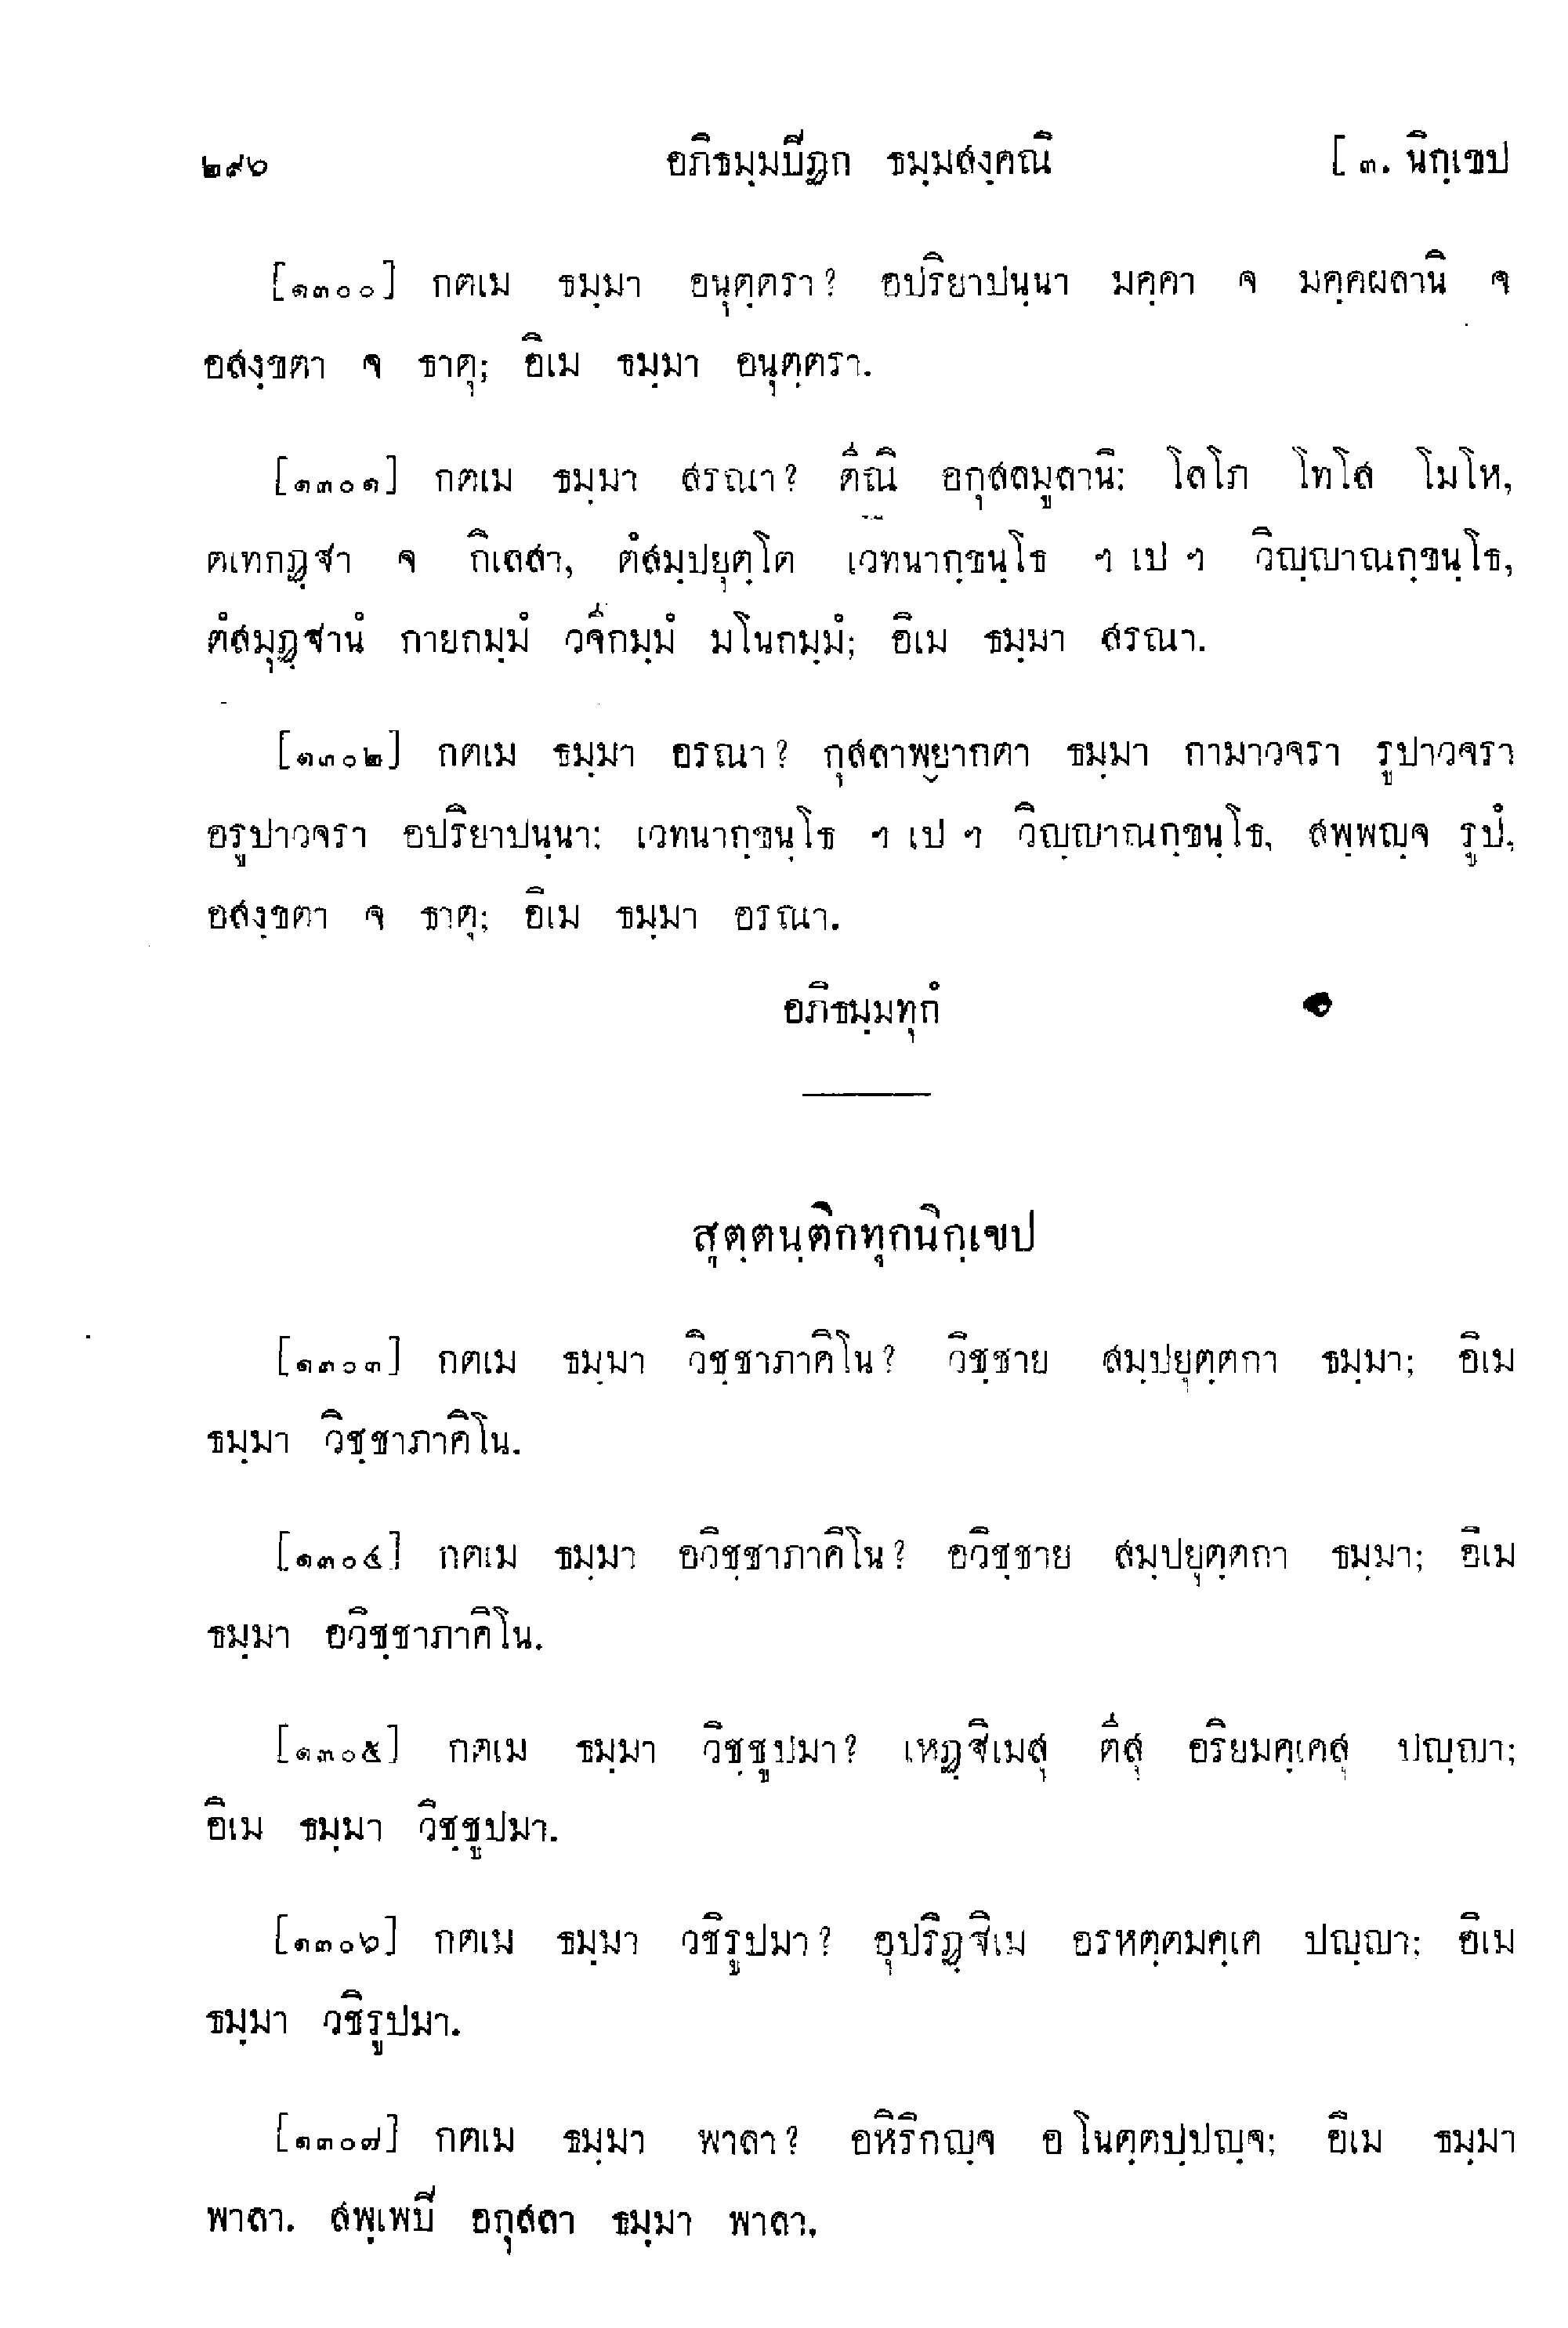 ๒๙๖ อภิธมฺมปิฏก ธมฺมสงฺคณิ [ ๓. นิกฺเขป
[๑๓๐๐] กตเม ธมฺมา อนุตฺตรา? อปริยาปนฺนา มคฺคา จ มคฺคผลานิ จ
อสงฺขตา จ ธาตุ; อิเม ธมฺมา อนุตฺตรา.
[๑๓๐๑] กตเม ธมฺมา สรณา? ตีณิ อกุสลมูลานิ: โลโภ โทโส โมโห,
ตเทกฏฺฐา จ กิเลสา, ตํสมฺปยุตฺโต เวทนากฺขนฺโธ ฯ เป ฯ วิญฺญาณกฺขนฺโธ,
ตํสมุฏฺฐานํ กายกมฺมํ วจีกมฺมํ มโนกมฺมํ; อิเม ธมฺมา สรณา.
[๑๓๐๒] กตเม ธมฺมา อรณา? กุสลาพฺยากตา ธมฺมา กามาวจรา รูปาวจรา
อรูปาวจรา อปริยาปนฺนา: เวทนากฺขนฺโธ ฯ เป ฯ วิญฺญาณกฺขนฺโธ, สพฺพญฺจ รูปํ,
อสงฺขตา จ ธาตุ; อิเม ธมฺมา อรณา.
อภิธมฺมทุกํ
สุตฺตนฺติกทุกนิกฺเขป
[๑๓๐๓] กตเม ธมฺมา วิชฺชาภาคิโน? วิชฺชาย สมฺปยุตฺตกา ธมฺมา; อิเม
ธมฺมา วิชฺชาภาคิโน.
[๑๓๐๔] กตเม ธมฺมา อวิชฺชาภาคิโน? อวิชฺชาย สมฺปยุตฺตกา ธมฺมา; อิเม
ธมฺมา อวิชฺชาภาคิโน.
[๑๓๐๕] กตเม ธมฺมา วิชฺชูปมา? เหฏฺฐิเมสุ ตีสุ อริยมคฺเคสุ ปญฺญา;
อิเม ธมฺมา วิชฺชูปมา.
[๑๓๐๖] กตเม ธมฺมา วชิรูปมา? อุปริฏฺฐิเม อรหตฺตมคฺเค ปญฺญา; อิเม
ธมฺมา วชิรูปมา.
[๑๓๐๗] กตเม ธมฺมา พาลา? อหิริกญฺจ อโนตฺตปฺปญฺจ; อิเม ธมฺมา
พาลา. สพฺเพปิ อกุสลา ธมฺมา พาลา.